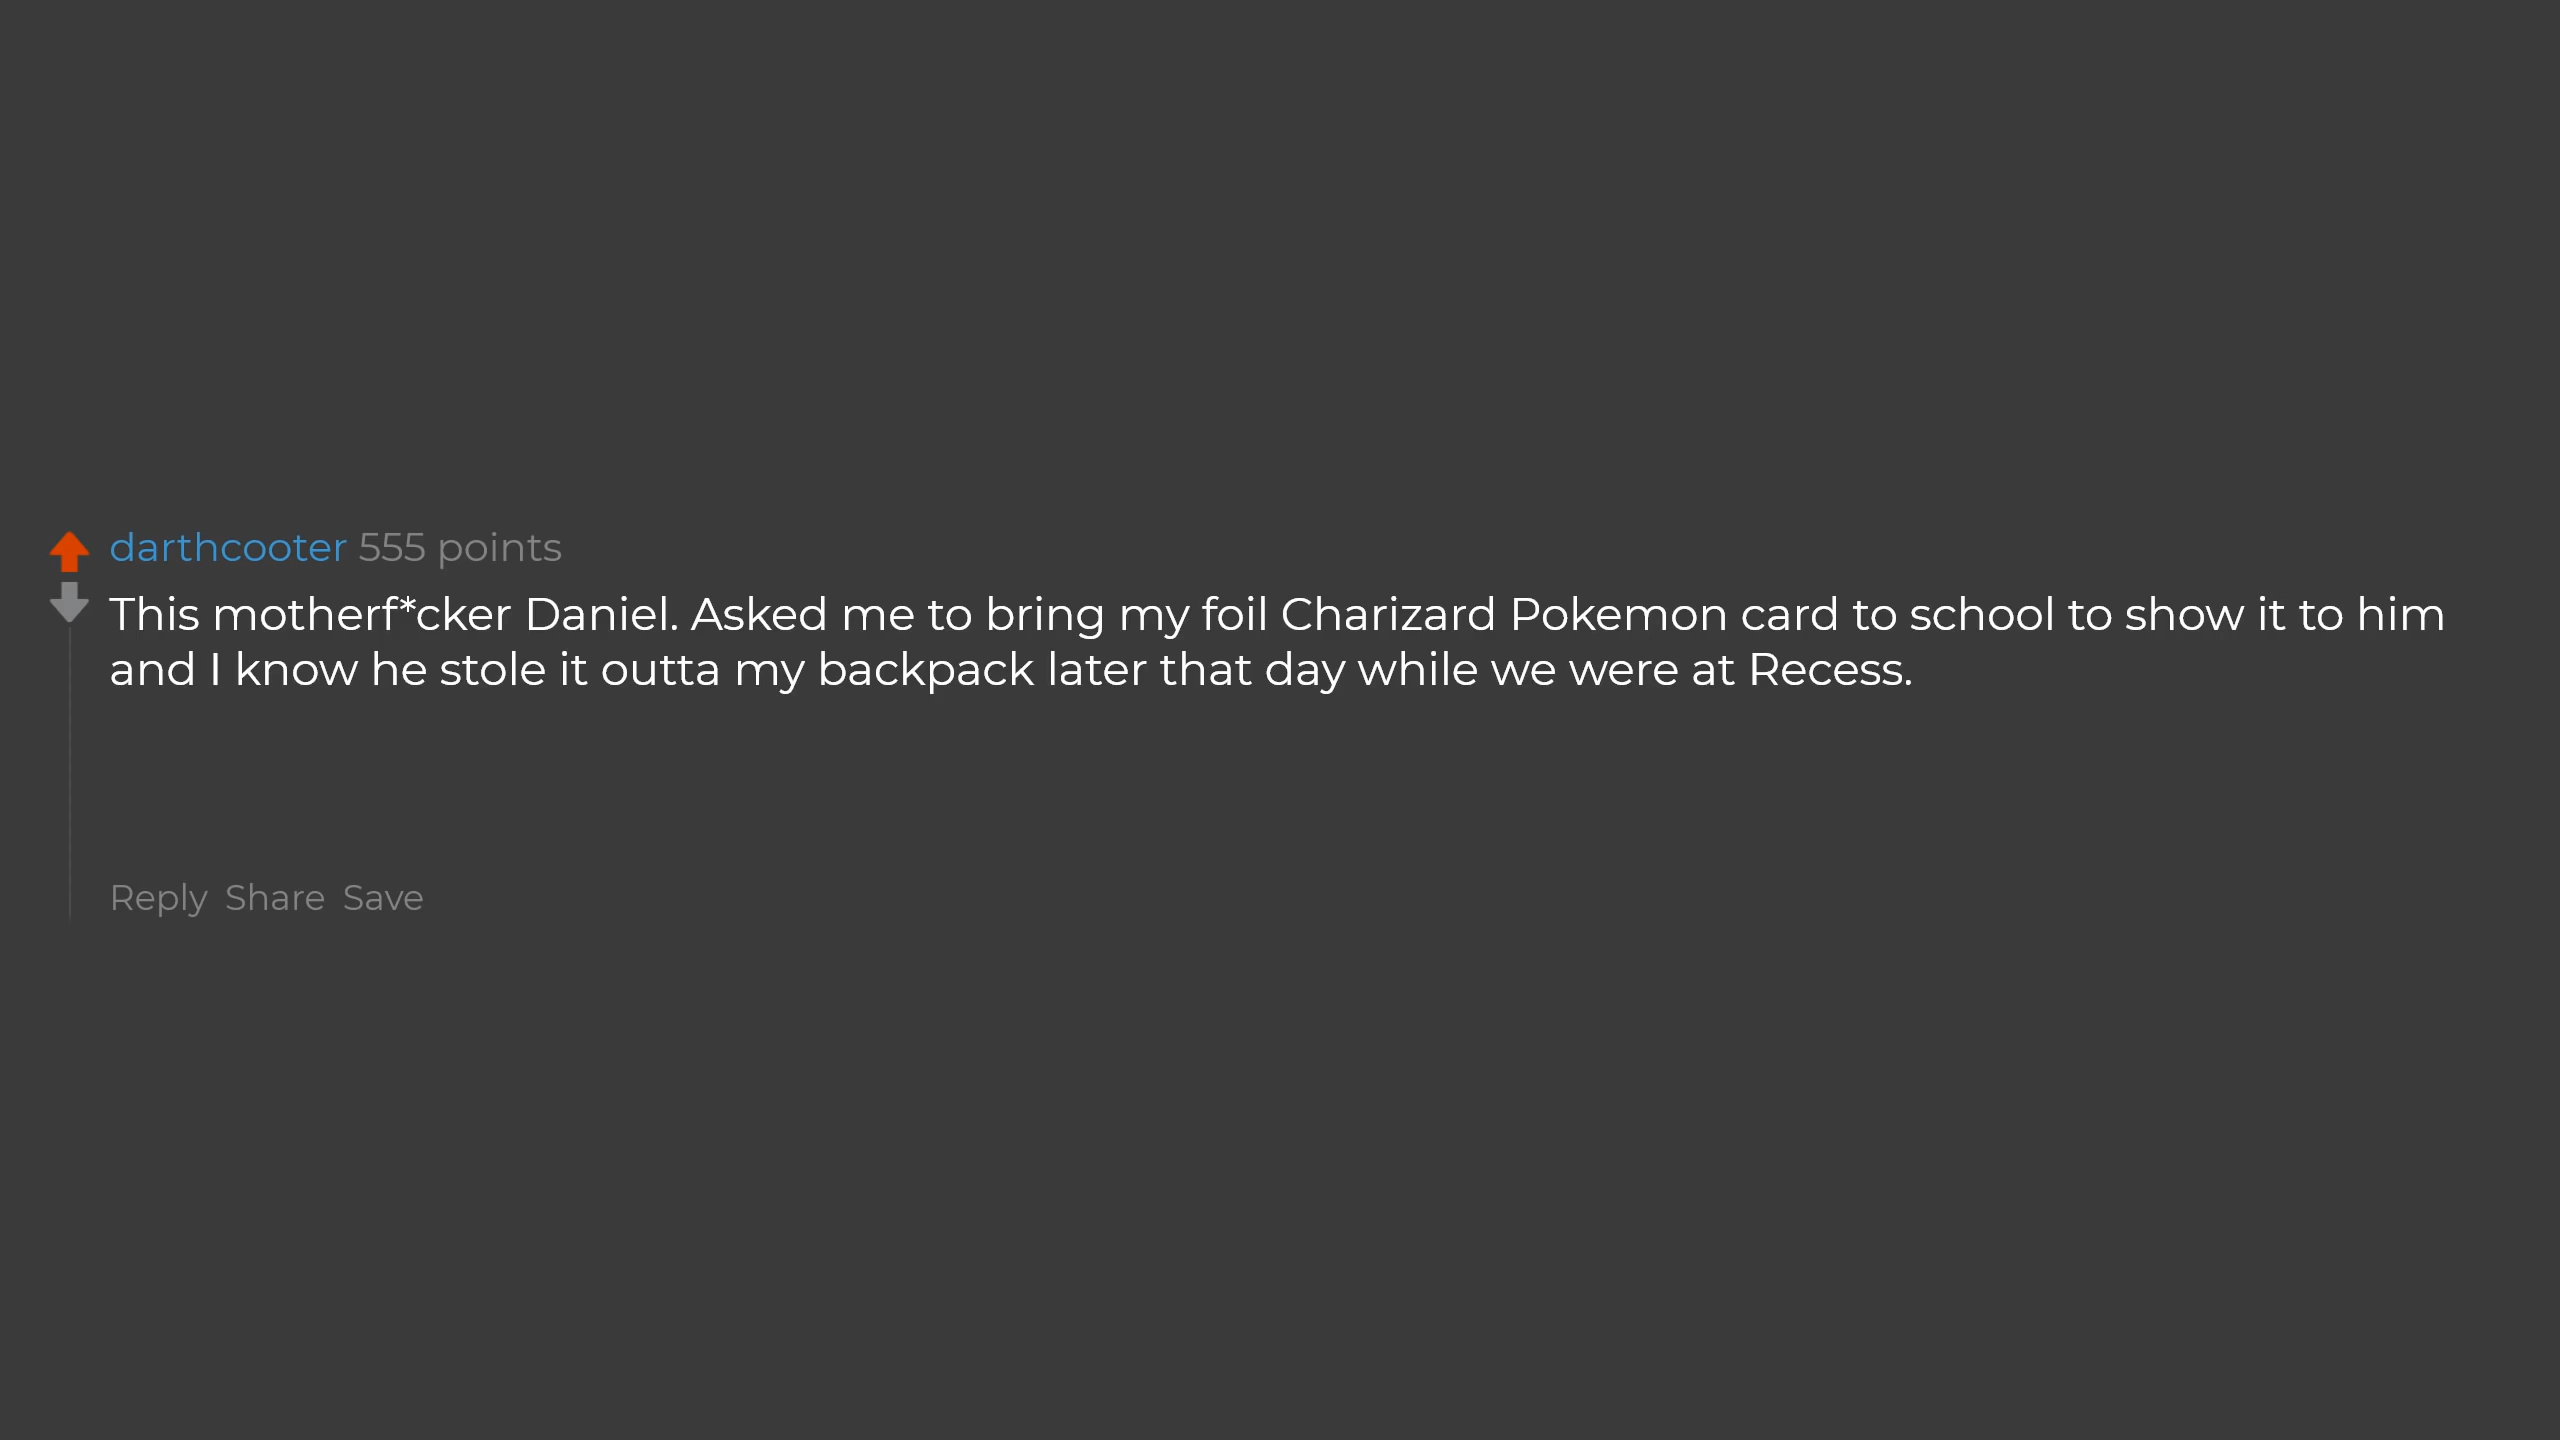 darthcooter 555 points
This motherf*cker Daniel. Asked me to bring my foil Charizard Pokemon card to school to show it to him
and I know he stole it outta my backpack later that day while we were at Recess.
Reply Share Save